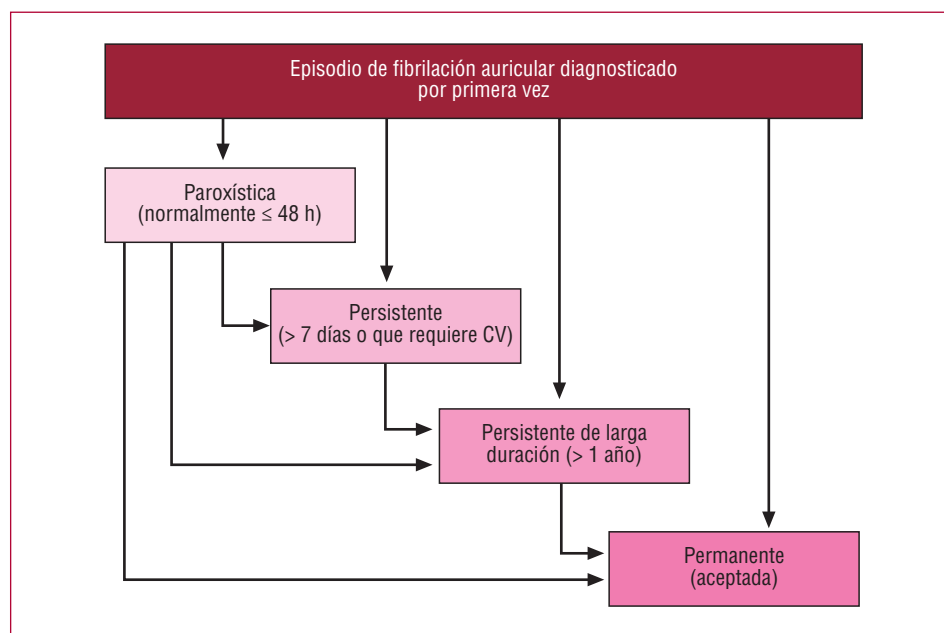 Episodio de fibrilación auricular diagnosticado
por primera vez
Paroxística
(normalmente ≤ 48 h)
Persistente
(> 7 días o que requiere CV)
Persistente de larga
duración (> 1 año)
Permanente
(aceptada)